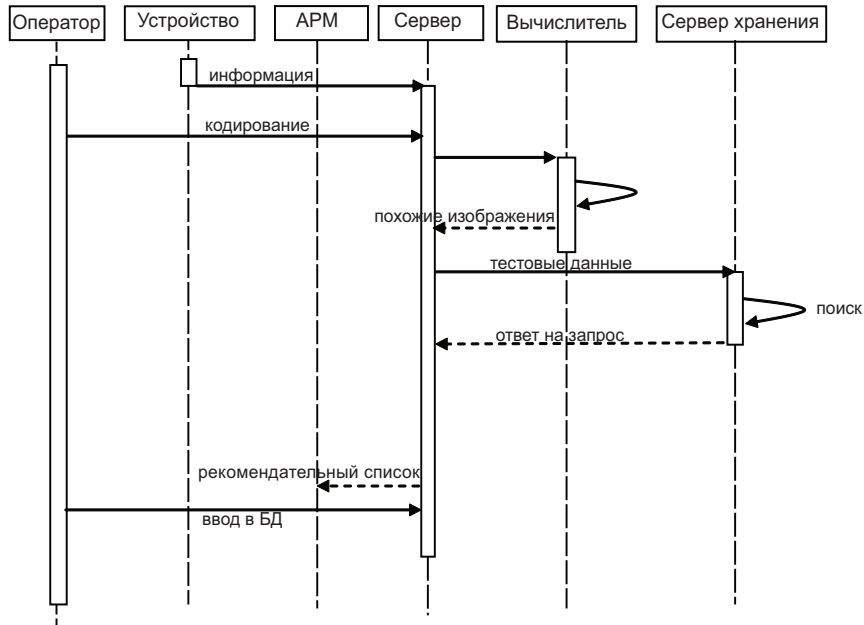 Оператор
Устройство
АРМ
Сервер
Вычислитель
Сервер хранения
информация
кодирование
похожие изображения
тестовые данные
поиск
ответ на запрос
рекомендательный список
ввод в БД